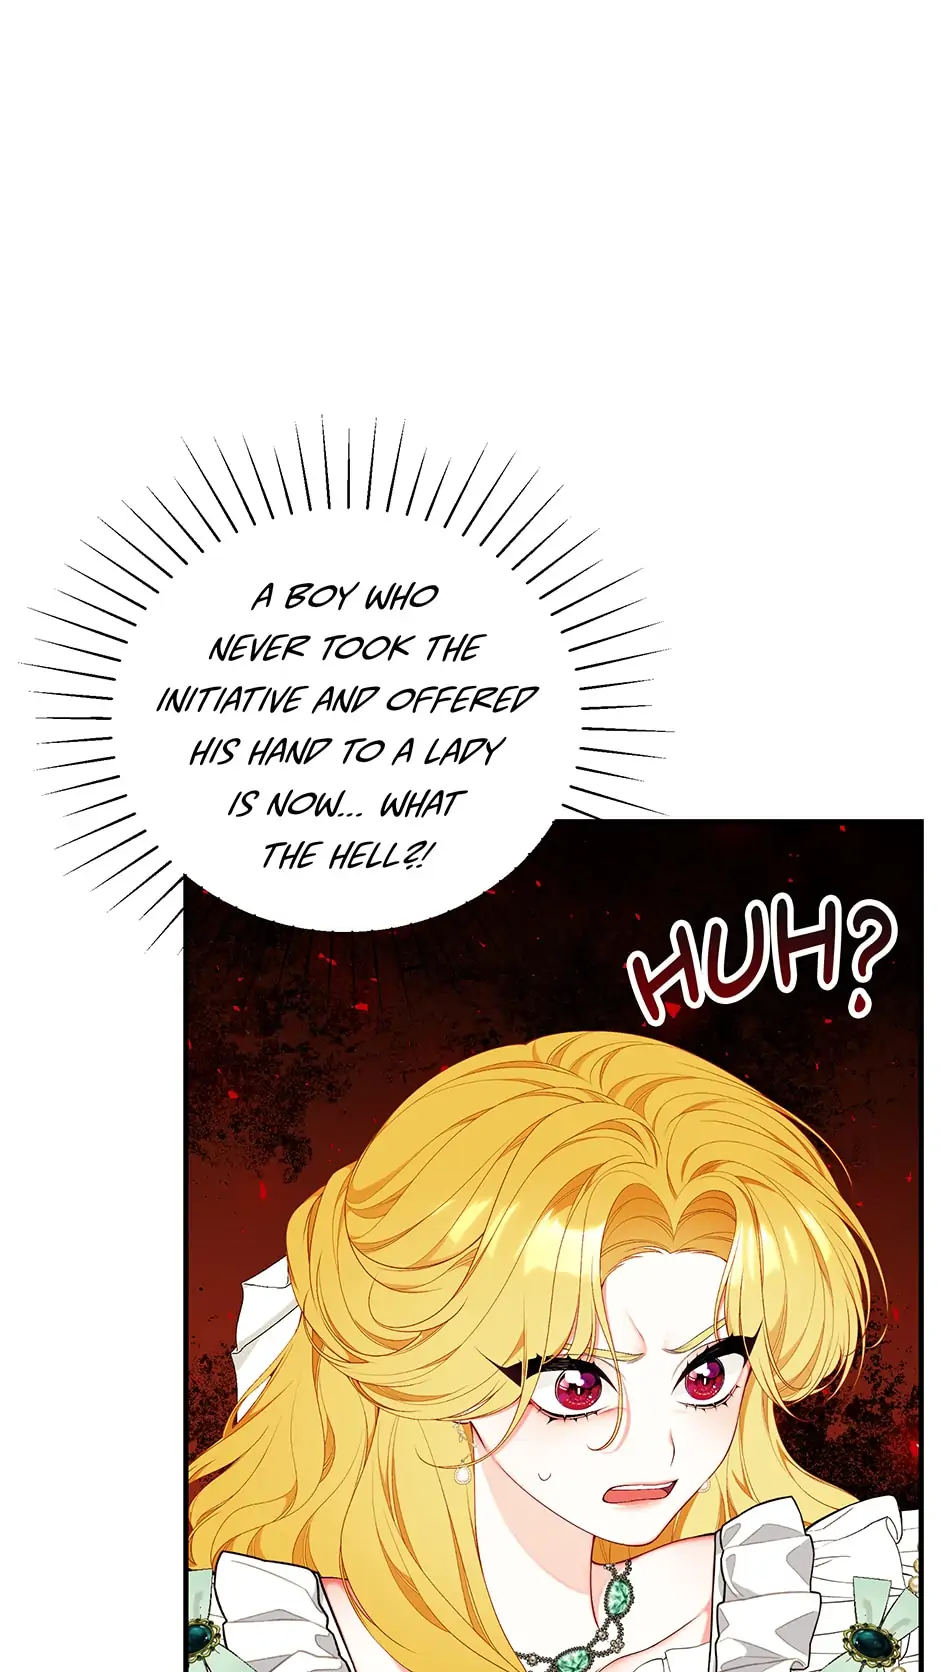 A BOY WHO
NEVER TOOK THE
INITIATIVE AND OFFERED
HIS HAND TO A LADY
IS NOW... WHAT
THE HELL?!
HUH?